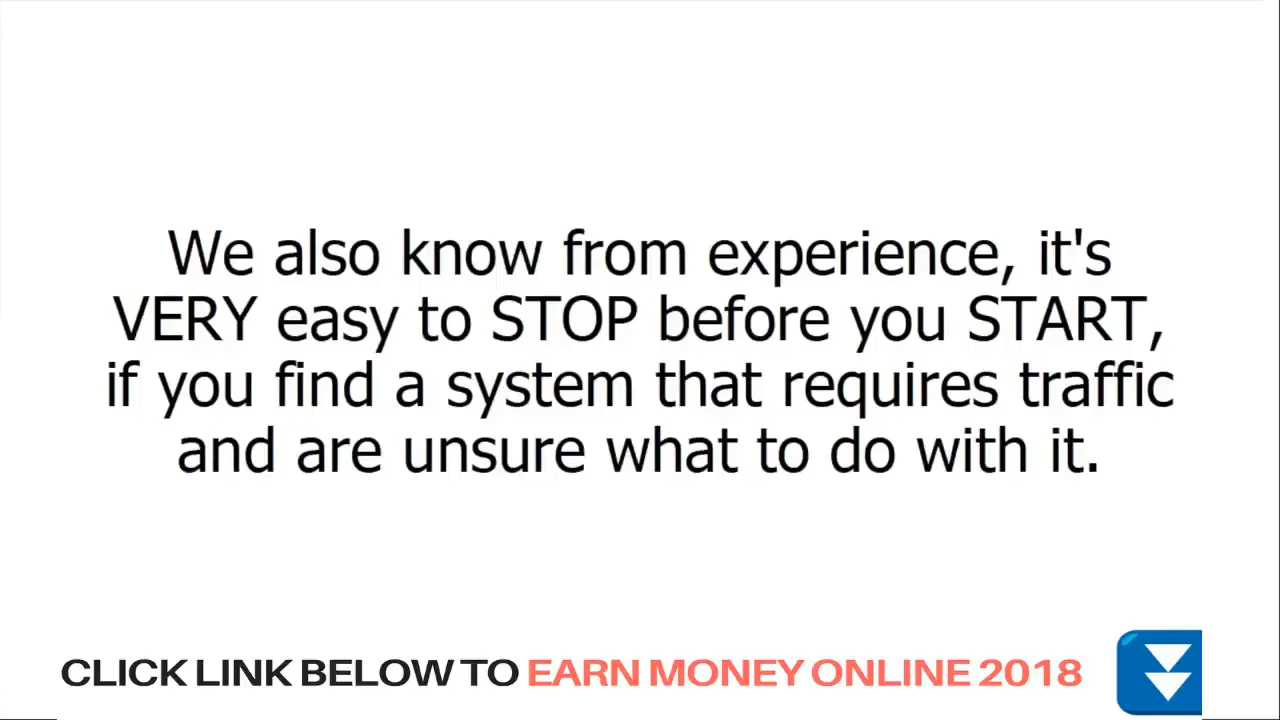 We also know from experience, it's
VERY easy to STOP before you START,
if you find a system that requires traffic
and are unsure what to do with it.
CLICK LINK BELOW TO EARN MONEY ONLINE 2018